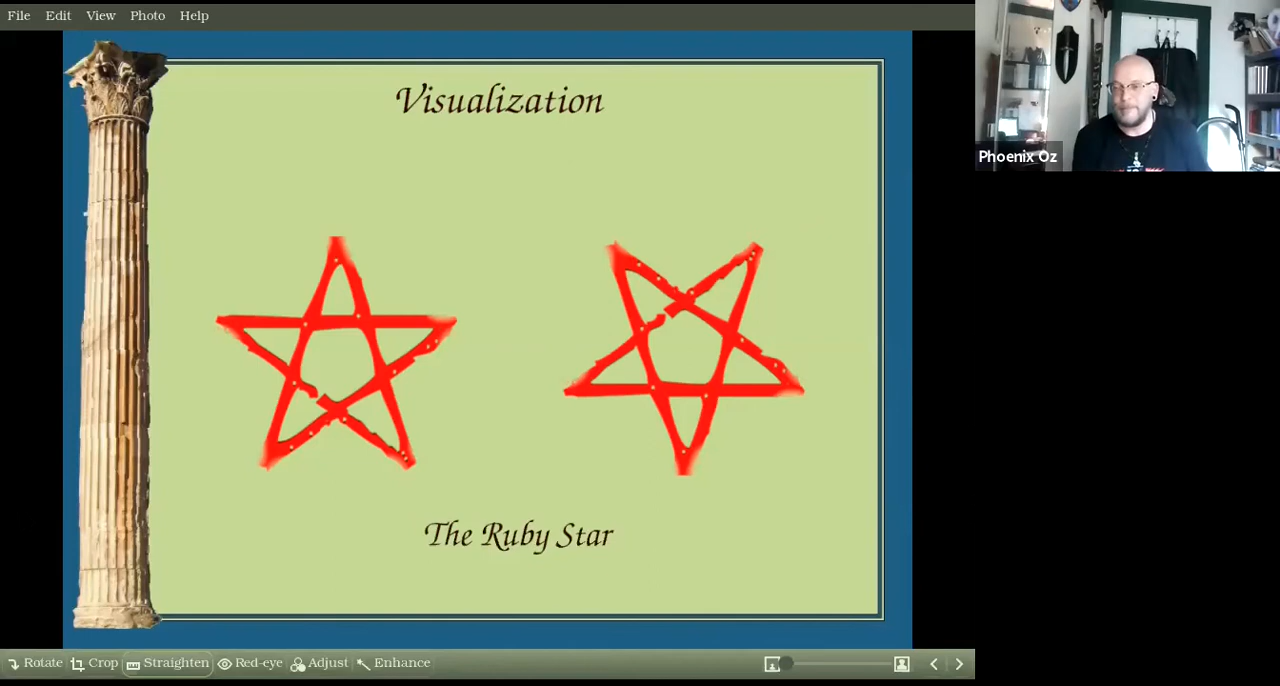 File Edit View Photo Help
Visualization
The Ruby Star
Phoenix Oz
Rotate Crop Straighten Red-eye Adjust Enhance